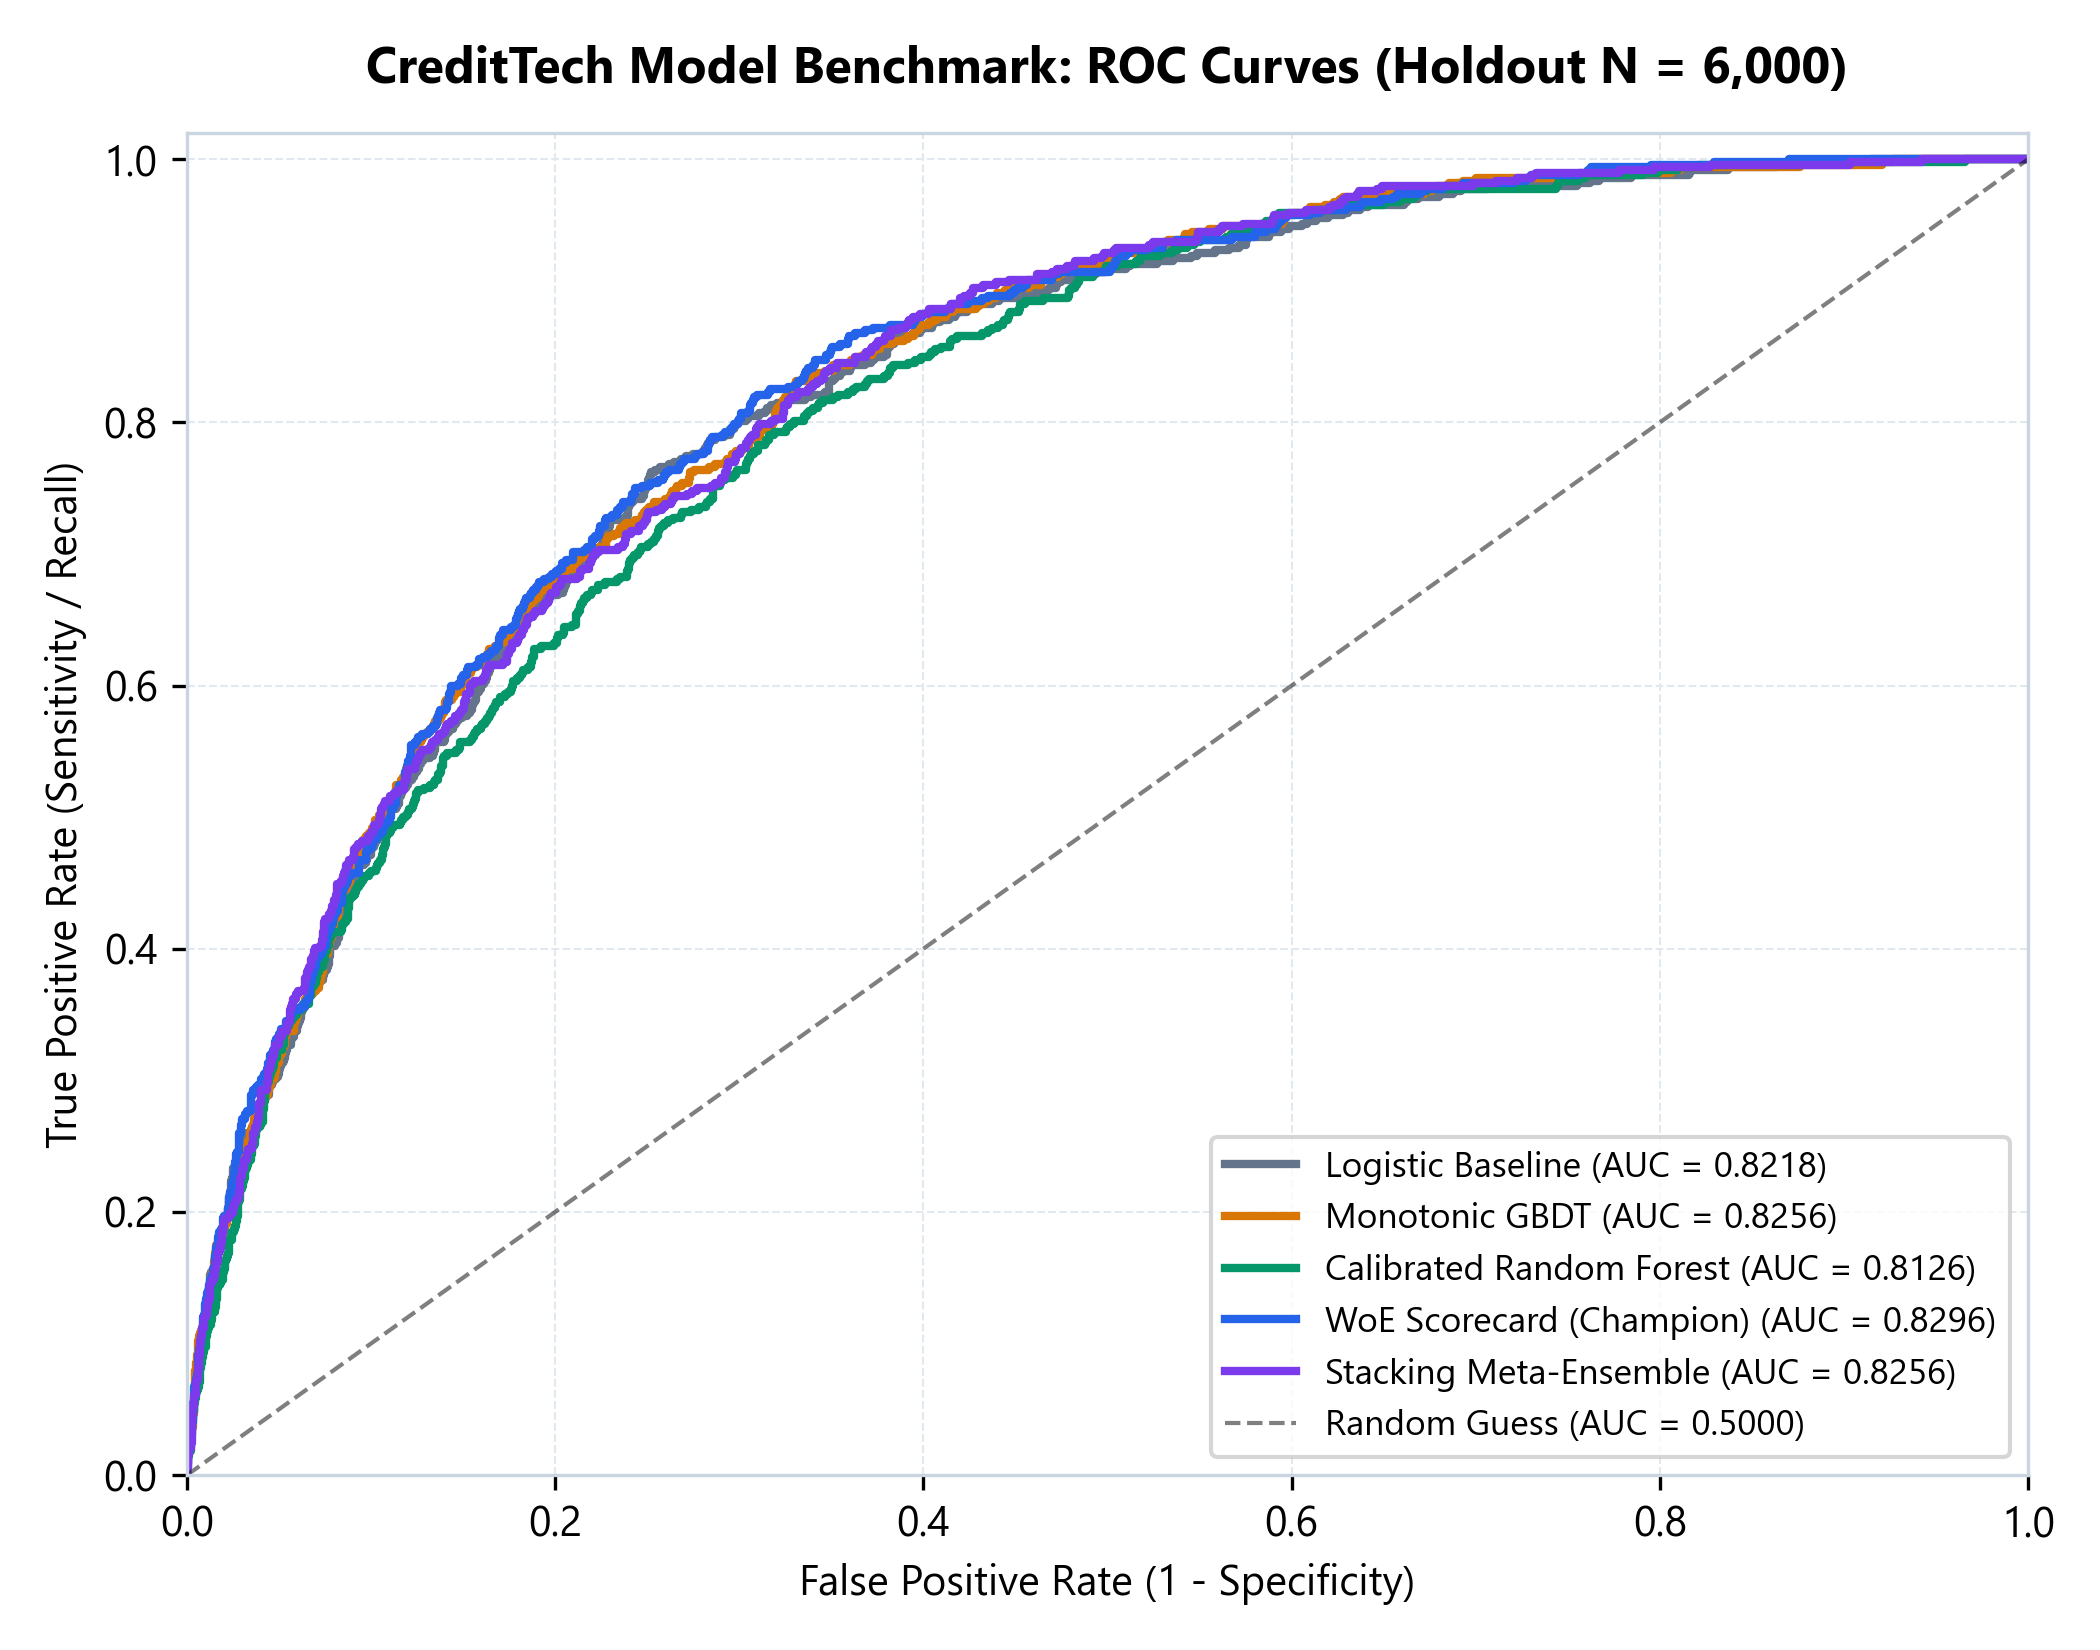 CreditTech Model Benchmark: ROC Curves (Holdout N = 6,000)
1.0
0.8
0.6
0.4
0.2
0.0
True Positive Rate (Sensitivity / Recall)
Logistic Baseline (AUC = 0.8218)
Monotonic GBDT (AUC = 0.8256)
Calibrated Random Forest (AUC = 0.8126)
WoE Scorecard (Champion) (AUC = 0.8296)
Stacking Meta-Ensemble (AUC = 0.8256)
Random Guess (AUC = 0.5000)
0.0 0.2 0.4 0.6 0.8 1.0
False Positive Rate (1 - Specificity)